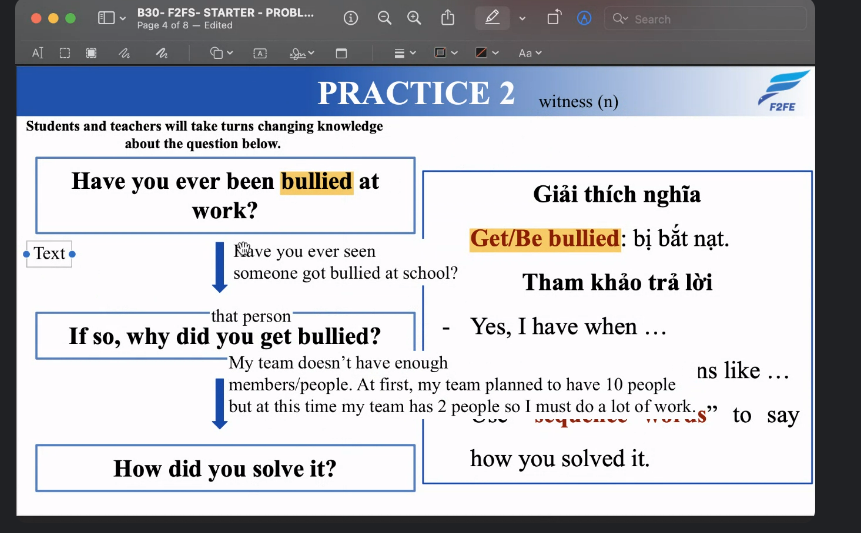 B30- F2FS- STARTER - PROBL...
Page 4 of 8 — Edited
Search
Aa
PRACTICE 2
witness (n)
F2FE
Students and teachers will take turns changing knowledge
about the question below.
Have you ever been bullied at
work?
Text
Have you ever seen
someone got bullied at school?
that person
If so, why did you get bullied?
My team doesn't have enough
members/people. At first, my team planned to have 10 people
but at this time my team has 2 people so I must do a lot of work.
How did you solve it?
Giải thích nghĩa
Get/Be bullied: bị bắt nạt.
Tham khảo trả lời
- Yes, I have when …
like …
Use "sequence words" to say
how you solved it.